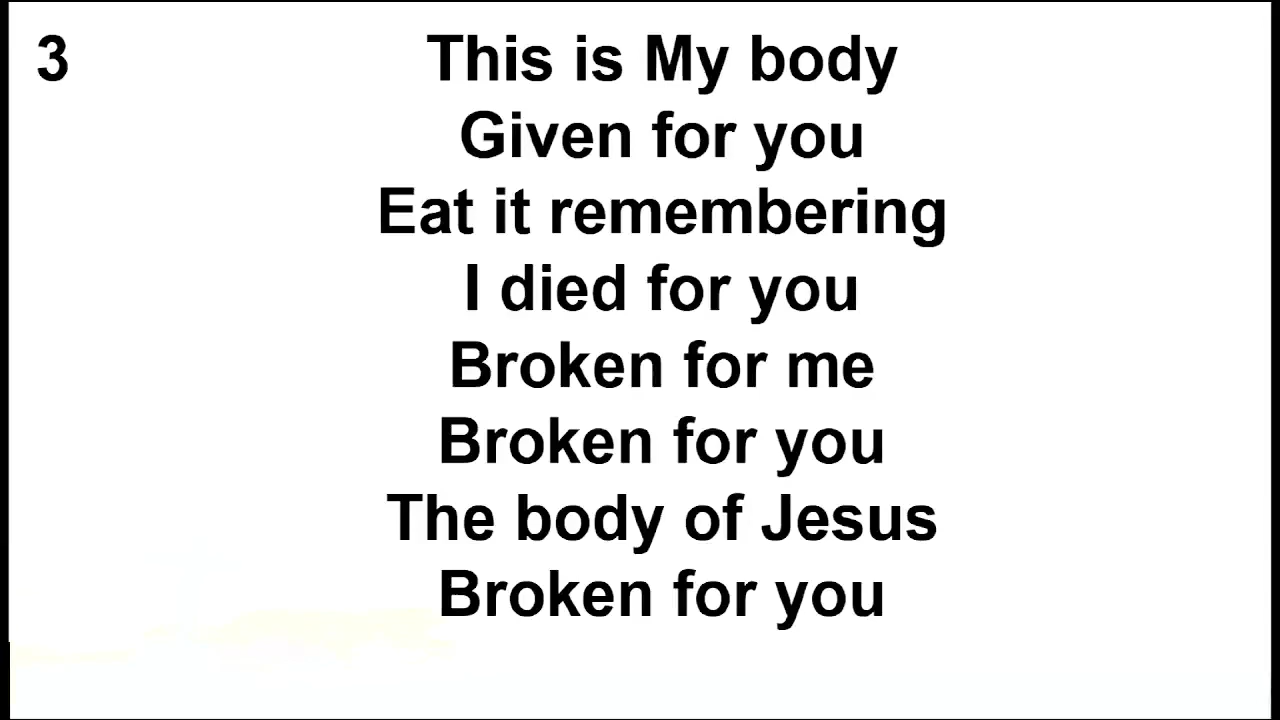 3
This is My body
Given for you
Eat it remembering
I died for you
Broken for me
Broken for you
The body of Jesus
Broken for you